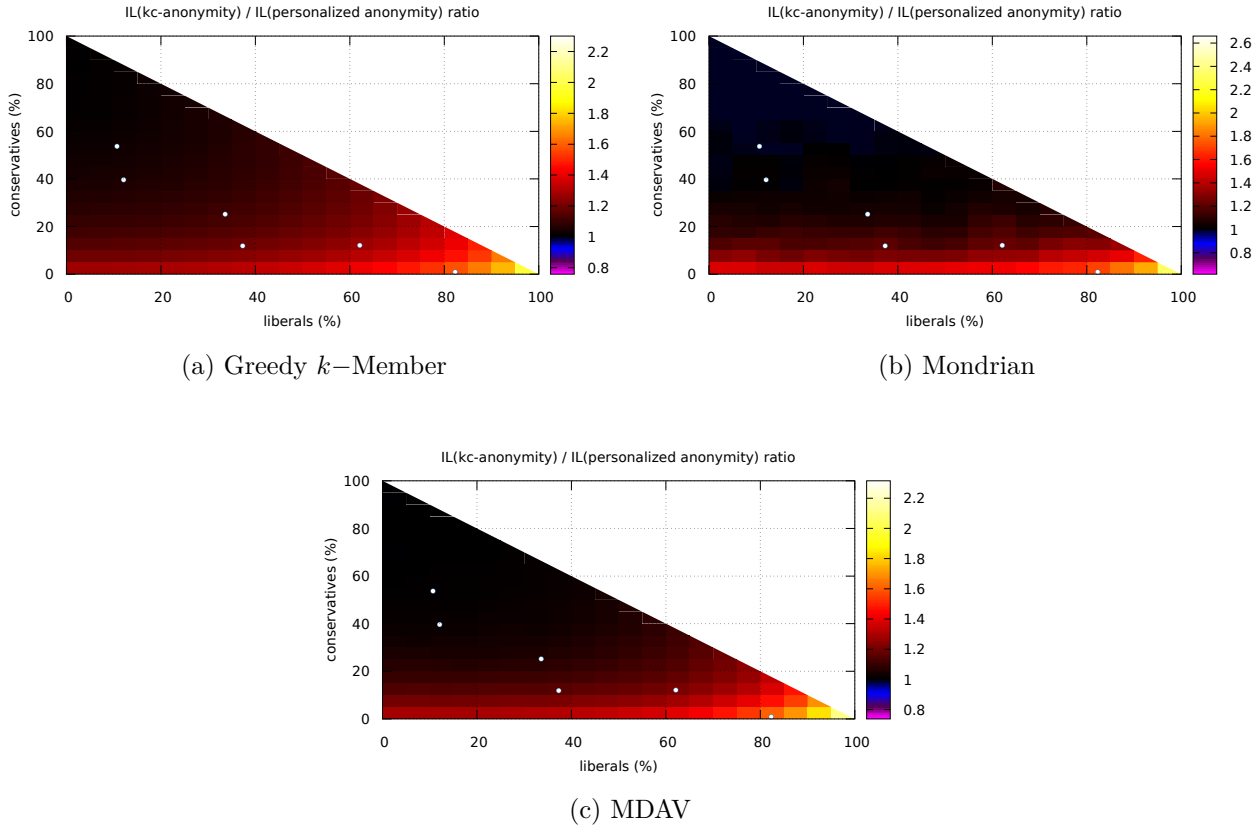 IL(kc-anonymity) / IL(personalized anonymity) ratio
100
80
60
40
20
0
conservatives (%)
0 20 40 60 80 100
liberals (%)
2.2
2
1.8
1.6
1.4
1.2
1
0.8
(a) Greedy k−Member
IL(kc-anonymity) / IL(personalized anonymity) ratio
100
80
60
40
20
0
conservatives (%)
0 20 40 60 80 100
liberals (%)
2.6
2.4
2.2
2
1.8
1.6
1.4
1.2
1
0.8
(b) Mondrian
IL(kc-anonymity) / IL(personalized anonymity) ratio
100
80
60
40
20
0
conservatives (%)
0 20 40 60 80 100
liberals (%)
2.2
2
1.8
1.6
1.4
1.2
1
0.8
(c) MDAV